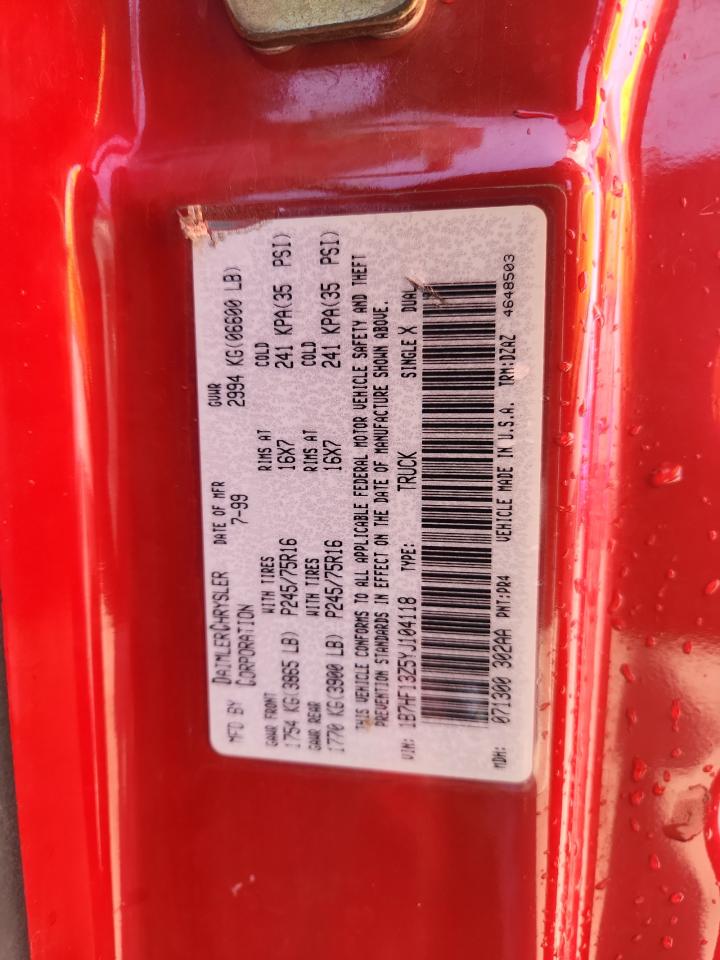 MFD BY DAIMLERCHRYSLER CORPORATION DATE OF MFR 7-99 GVWR 2994 KG(06600 LB)
GAWR FRONT WITH TIRES RIMS AT COLD
1754 KG(3865 LB) P245/75R16 16X7 241 KPA(35 PSI)
GAWR REAR WITH TIRES RIMS AT COLD
1770 KG(3900 LB) P245/75R16 16X7 241 KPA(35 PSI)
THIS VEHICLE CONFORMS TO ALL APPLICABLE FEDERAL MOTOR VEHICLE SAFETY AND THEFT
PREVENTION STANDARDS IN EFFECT ON THE DATE OF MANUFACTURE SHOWN ABOVE.
VIN: 1B7HF13Z5YJ104118 TYPE: TRUCK SINGLE X DUAL
MDH: 071300 302AA PNT:PR4 VEHICLE MADE IN U.S.A. TRM:DZAZ 4648503